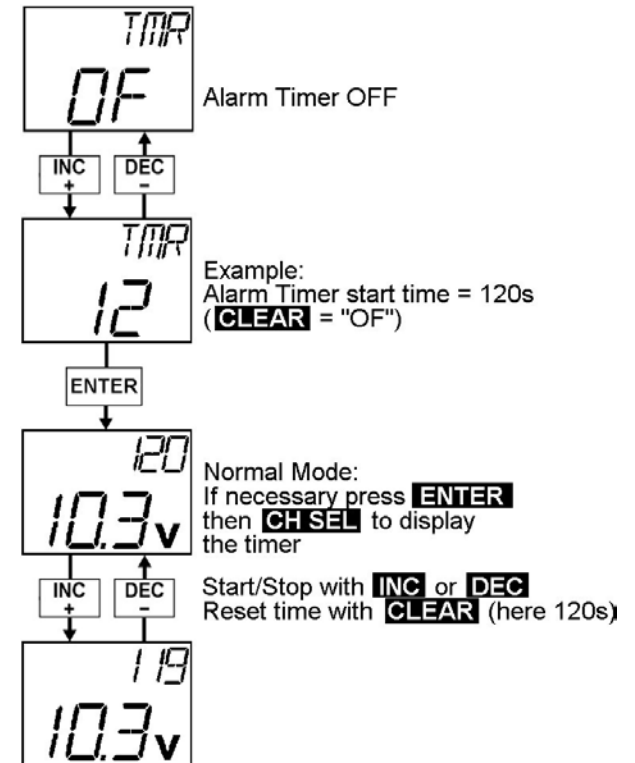 TMR
OF
Alarm Timer OFF
INC
+
DEC
–
TMR
12
Example:
Alarm Timer start time = 120s
(CLEAR = "OF")
ENTER
120
10.3v
Normal Mode:
If necessary press ENTER
then CH SEL to display
the timer
INC
+
DEC
–
Start/Stop with INC or DEC
Reset time with CLEAR (here 120s)
119
10.3v